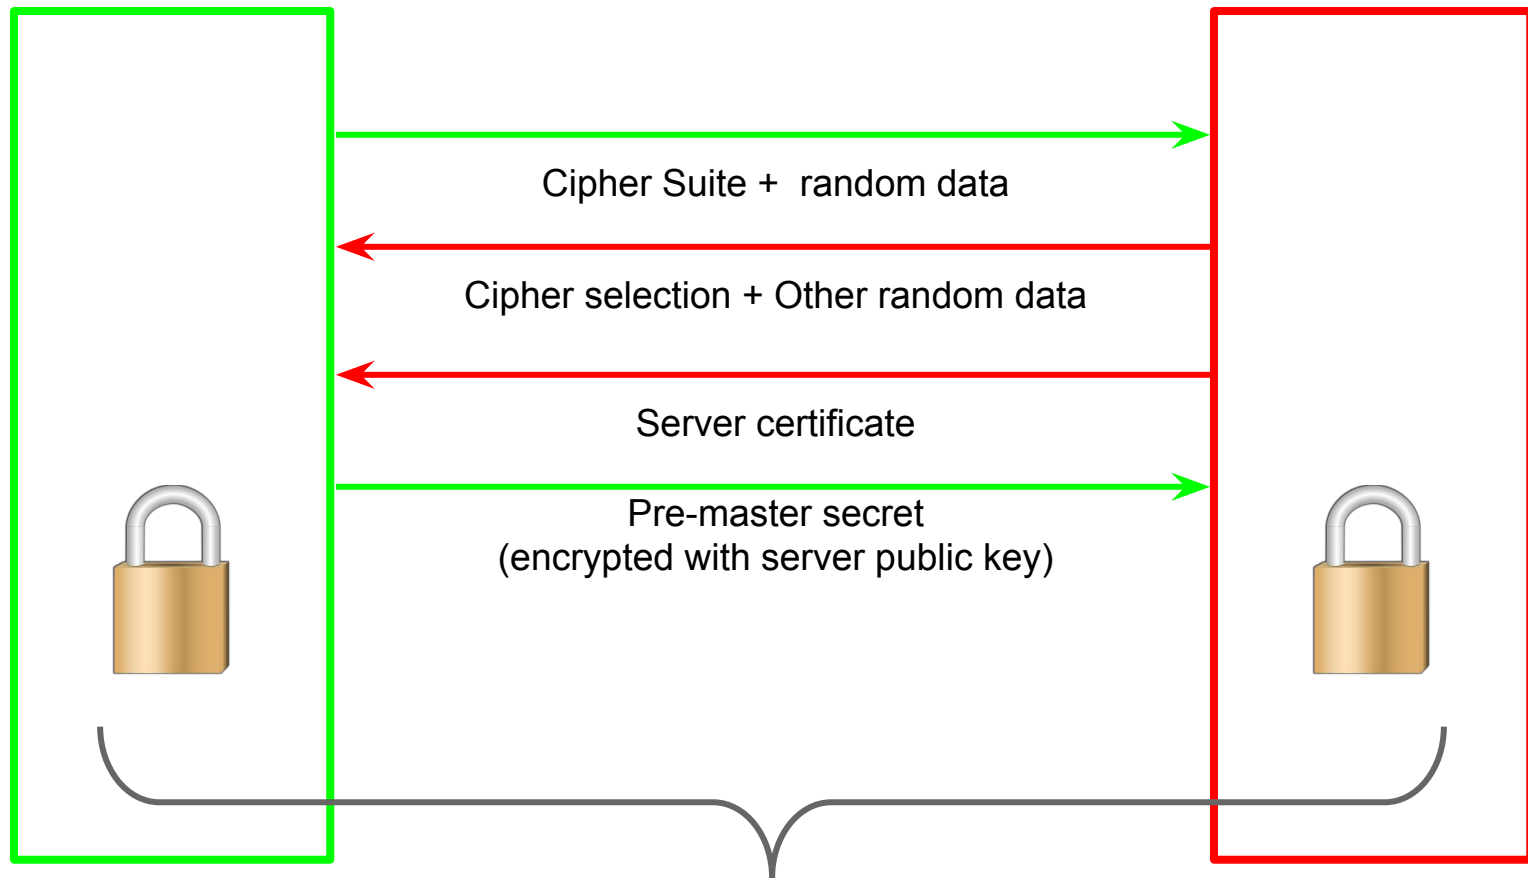 Cipher Suite +  random data
Cipher selection + Other random data
Server certificate
Pre-master secret
(encrypted with server public key)